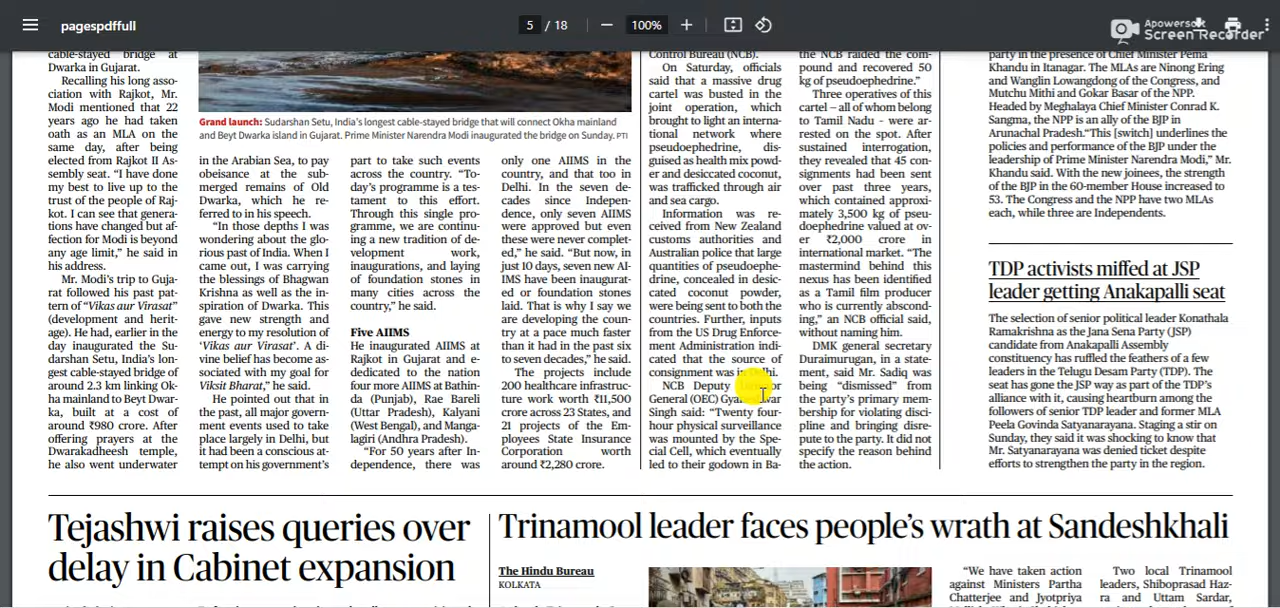 pagespdffull
5 / 18
100%
Apowersoft
Screen Recorder
cable-stayed bridge at
Dwarka in Gujarat.
Recalling his long asso-
ciation with Rajkot, Mr.
Modi mentioned that 22
years ago he had taken
oath as an MLA on the
same day, after being
elected from Rajkot II As-
sembly seat. “I have done
my best to live up to the
trust of the people of Raj-
kot. I can see that genera-
tions have changed but af-
fection for Modi is beyond
any age limit,” he said in
his address.
Mr. Modi’s trip to Guja-
rat followed his past pat-
tern of “Vikas aur Virasat”
(development and herit-
age). He had, earlier in the
day inaugurated the Su-
darshan Setu, India’s lon-
gest cable-stayed bridge of
around 2.3 km linking Ok-
ha mainland to Beyt Dwar-
ka, built at a cost of
around ₹980 crore. After
offering prayers at the
Dwarakadheesh temple,
he also went underwater
Grand launch: Sudarshan Setu, India’s longest cable-stayed bridge that will connect Okha mainland
and Beyt Dwarka island in Gujarat. Prime Minister Narendra Modi inaugurated the bridge on Sunday. PTI
in the Arabian Sea, to pay
obeisance at the sub-
merged remains of Old
Dwarka, which he re-
ferred to in his speech.
“In those depths I was
wondering about the glo-
rious past of India. When I
came out, I was carrying
the blessings of Bhagwan
Krishna as well as the in-
spiration of Dwarka. This
gave new strength and
energy to my resolution of
‘Vikas aur Virasat’. A di-
vine belief has become as-
sociated with my goal for
Viksit Bharat,” he said.
He pointed out that in
the past, all major govern-
ment events used to take
place largely in Delhi, but
it had been a conscious at-
tempt on his government’s
part to take such events
across the country. “To-
day’s programme is a tes-
tament to this effort.
Through this single pro-
gramme, we are continu-
ing a new tradition of de-
velopment work,
inaugurations, and laying
of foundation stones in
many cities across the
country,” he said.
Five AIIMS
He inaugurated AIIMS at
Rajkot in Gujarat and e-
dedicated to the nation
four more AIIMS at Bathin-
da (Punjab), Rae Bareli
(Uttar Pradesh), Kalyani
(West Bengal), and Manga-
lagiri (Andhra Pradesh).
“For 50 years after In-
dependence, there was
only one AIIMS in the
country, and that too in
Delhi. In the seven de-
cades since Indepen-
dence, only seven AIIMS
were approved but even
these were never complet-
ed,” he said. “But now, in
just 10 days, seven new AI-
IMS have been inaugurat-
ed or foundation stones
laid. That is why I say we
are developing the coun-
try at a pace much faster
than it had in the past six
to seven decades,” he said.
The projects include
200 healthcare infrastruc-
ture work worth ₹11,500
crore across 23 States, and
21 projects of the Em-
ployees State Insurance
Corporation worth
around ₹2,280 crore.
Control Bureau (NCB).
On Saturday, officials
said that a massive drug
cartel was busted in the
joint operation, which
brought to light an interna-
tional network where
pseudoephedrine, dis-
guised as health mix powd-
er and desiccated coconut,
was trafficked through air
and sea cargo.
Information was re-
ceived from New Zealand
customs authorities and
Australian police that large
quantities of pseudoephe-
drine, concealed in desic-
cated coconut powder,
were being sent to both the
countries. Further, inputs
from the US Drug Enforce-
ment Administration indi-
cated that the source of
consignment was in Delhi.
NCB Deputy
General (OEC)
Singh said: “Twenty four-
hour physical surveillance
was mounted by the Spe-
cial Cell, which eventually
led to their godown in Ba-
the NCB raided the com-
pound and recovered 50
kg of pseudoephedrine.”
Three operatives of this
cartel – all of whom belong
to Tamil Nadu – were ar-
rested on the spot. After
sustained interrogation,
they revealed that 45 con-
signments had been sent
over past three years,
which contained approxi-
mately 3,500 kg of pseu-
doephedrine valued at ov-
er ₹2,000 crore in
international market. “The
mastermind behind this
nexus has been identified
as a Tamil film producer
who is currently abscond-
ing,” an NCB official said,
without naming him.
DMK general secretary
Duraimurugan, in a state-
ment, said Mr. Sadiq was
being “dismissed” from
the party’s primary mem-
bership for violating disci-
pline and bringing disre-
pute to the party. It did not
specify the reason behind
the action.
party in the presence of Chief Minister Pema
Khandu in Itanagar. The MLAs are Ninong Ering
and Wanglin Lowangdong of the Congress, and
Mutchu Mithi and Gokar Basar of the NPP.
Headed by Meghalaya Chief Minister Conrad K.
Sangma, the NPP is an ally of the BJP in
Arunachal Pradesh.“This [switch] underlines the
policies and performance of the BJP under the
leadership of Prime Minister Narendra Modi,” Mr.
Khandu said. With the new joinees, the strength
of the BJP in the 60-member House increased to
53. The Congress and the NPP have two MLAs
each, while three are Independents.
TDP activists miffed at JSP
leader getting Anakapalli seat
The selection of senior political leader Konathala
Ramakrishna as the Jana Sena Party (JSP)
candidate from Anakapalli Assembly
constituency has ruffled the feathers of a few
leaders in the Telugu Desam Party (TDP). The
seat has gone the JSP way as part of the TDP’s
alliance with it, causing heartburn among the
followers of senior TDP leader and former MLA
Peela Govinda Satyanarayana. Staging a stir on
Sunday, they said it was shocking to know that
Mr. Satyanarayana was denied ticket despite
efforts to strengthen the party in the region.
Tejashwi raises queries over
delay in Cabinet expansion
Trinamool leader faces people’s wrath at Sandeshkhali
The Hindu Bureau
KOLKATA
“We have taken action
against Ministers Partha
Chatterjee and Jyotpriya
Two local Trinamool
leaders, Shiboprasad Haz-
ra and Uttam Sardar,